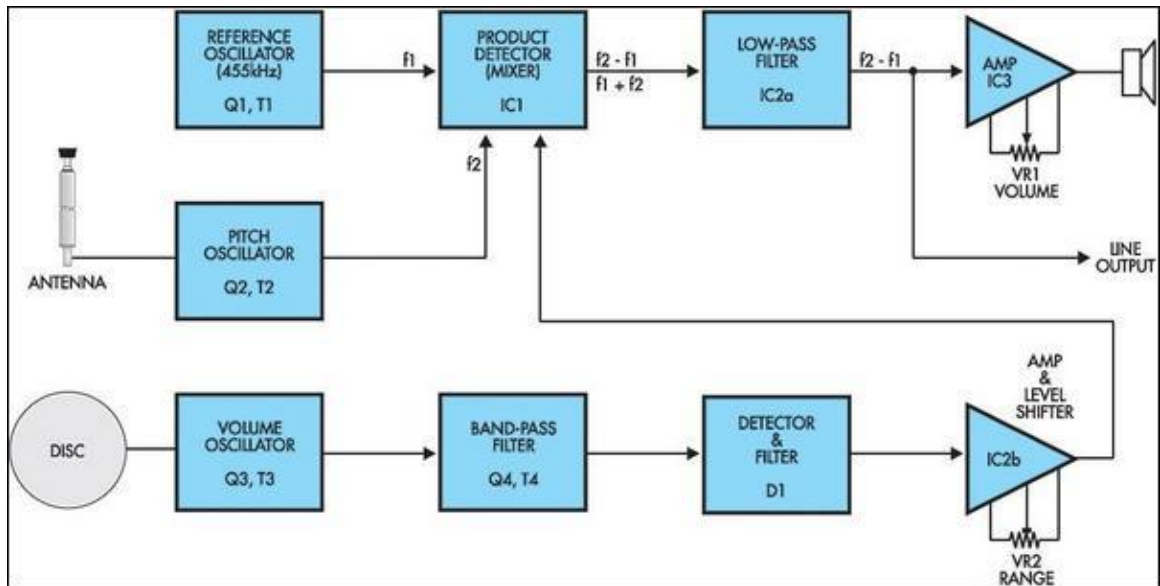 REFERENCE
OSCILLATOR
(455kHz)
Q1, T1
f1
PRODUCT
DETECTOR
(MIXER)
IC1
f2 - f1
f1 + f2
LOW-PASS
FILTER
IC2a
f2 - f1
AMP
IC3
VR1
VOLUME
f2
ANTENNA
PITCH
OSCILLATOR
Q2, T2
LINE
OUTPUT
DISC
VOLUME
OSCILLATOR
Q3, T3
BAND-PASS
FILTER
Q4, T4
DETECTOR
&
FILTER
D1
AMP
&
LEVEL
SHIFTER
IC2b
VR2
RANGE